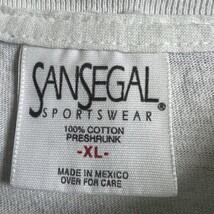 SANSEGAL®
SPORTSWEAR
100% COTTON
PRESHRUNK
-XL-
MADE IN MEXICO
OVER FOR CARE